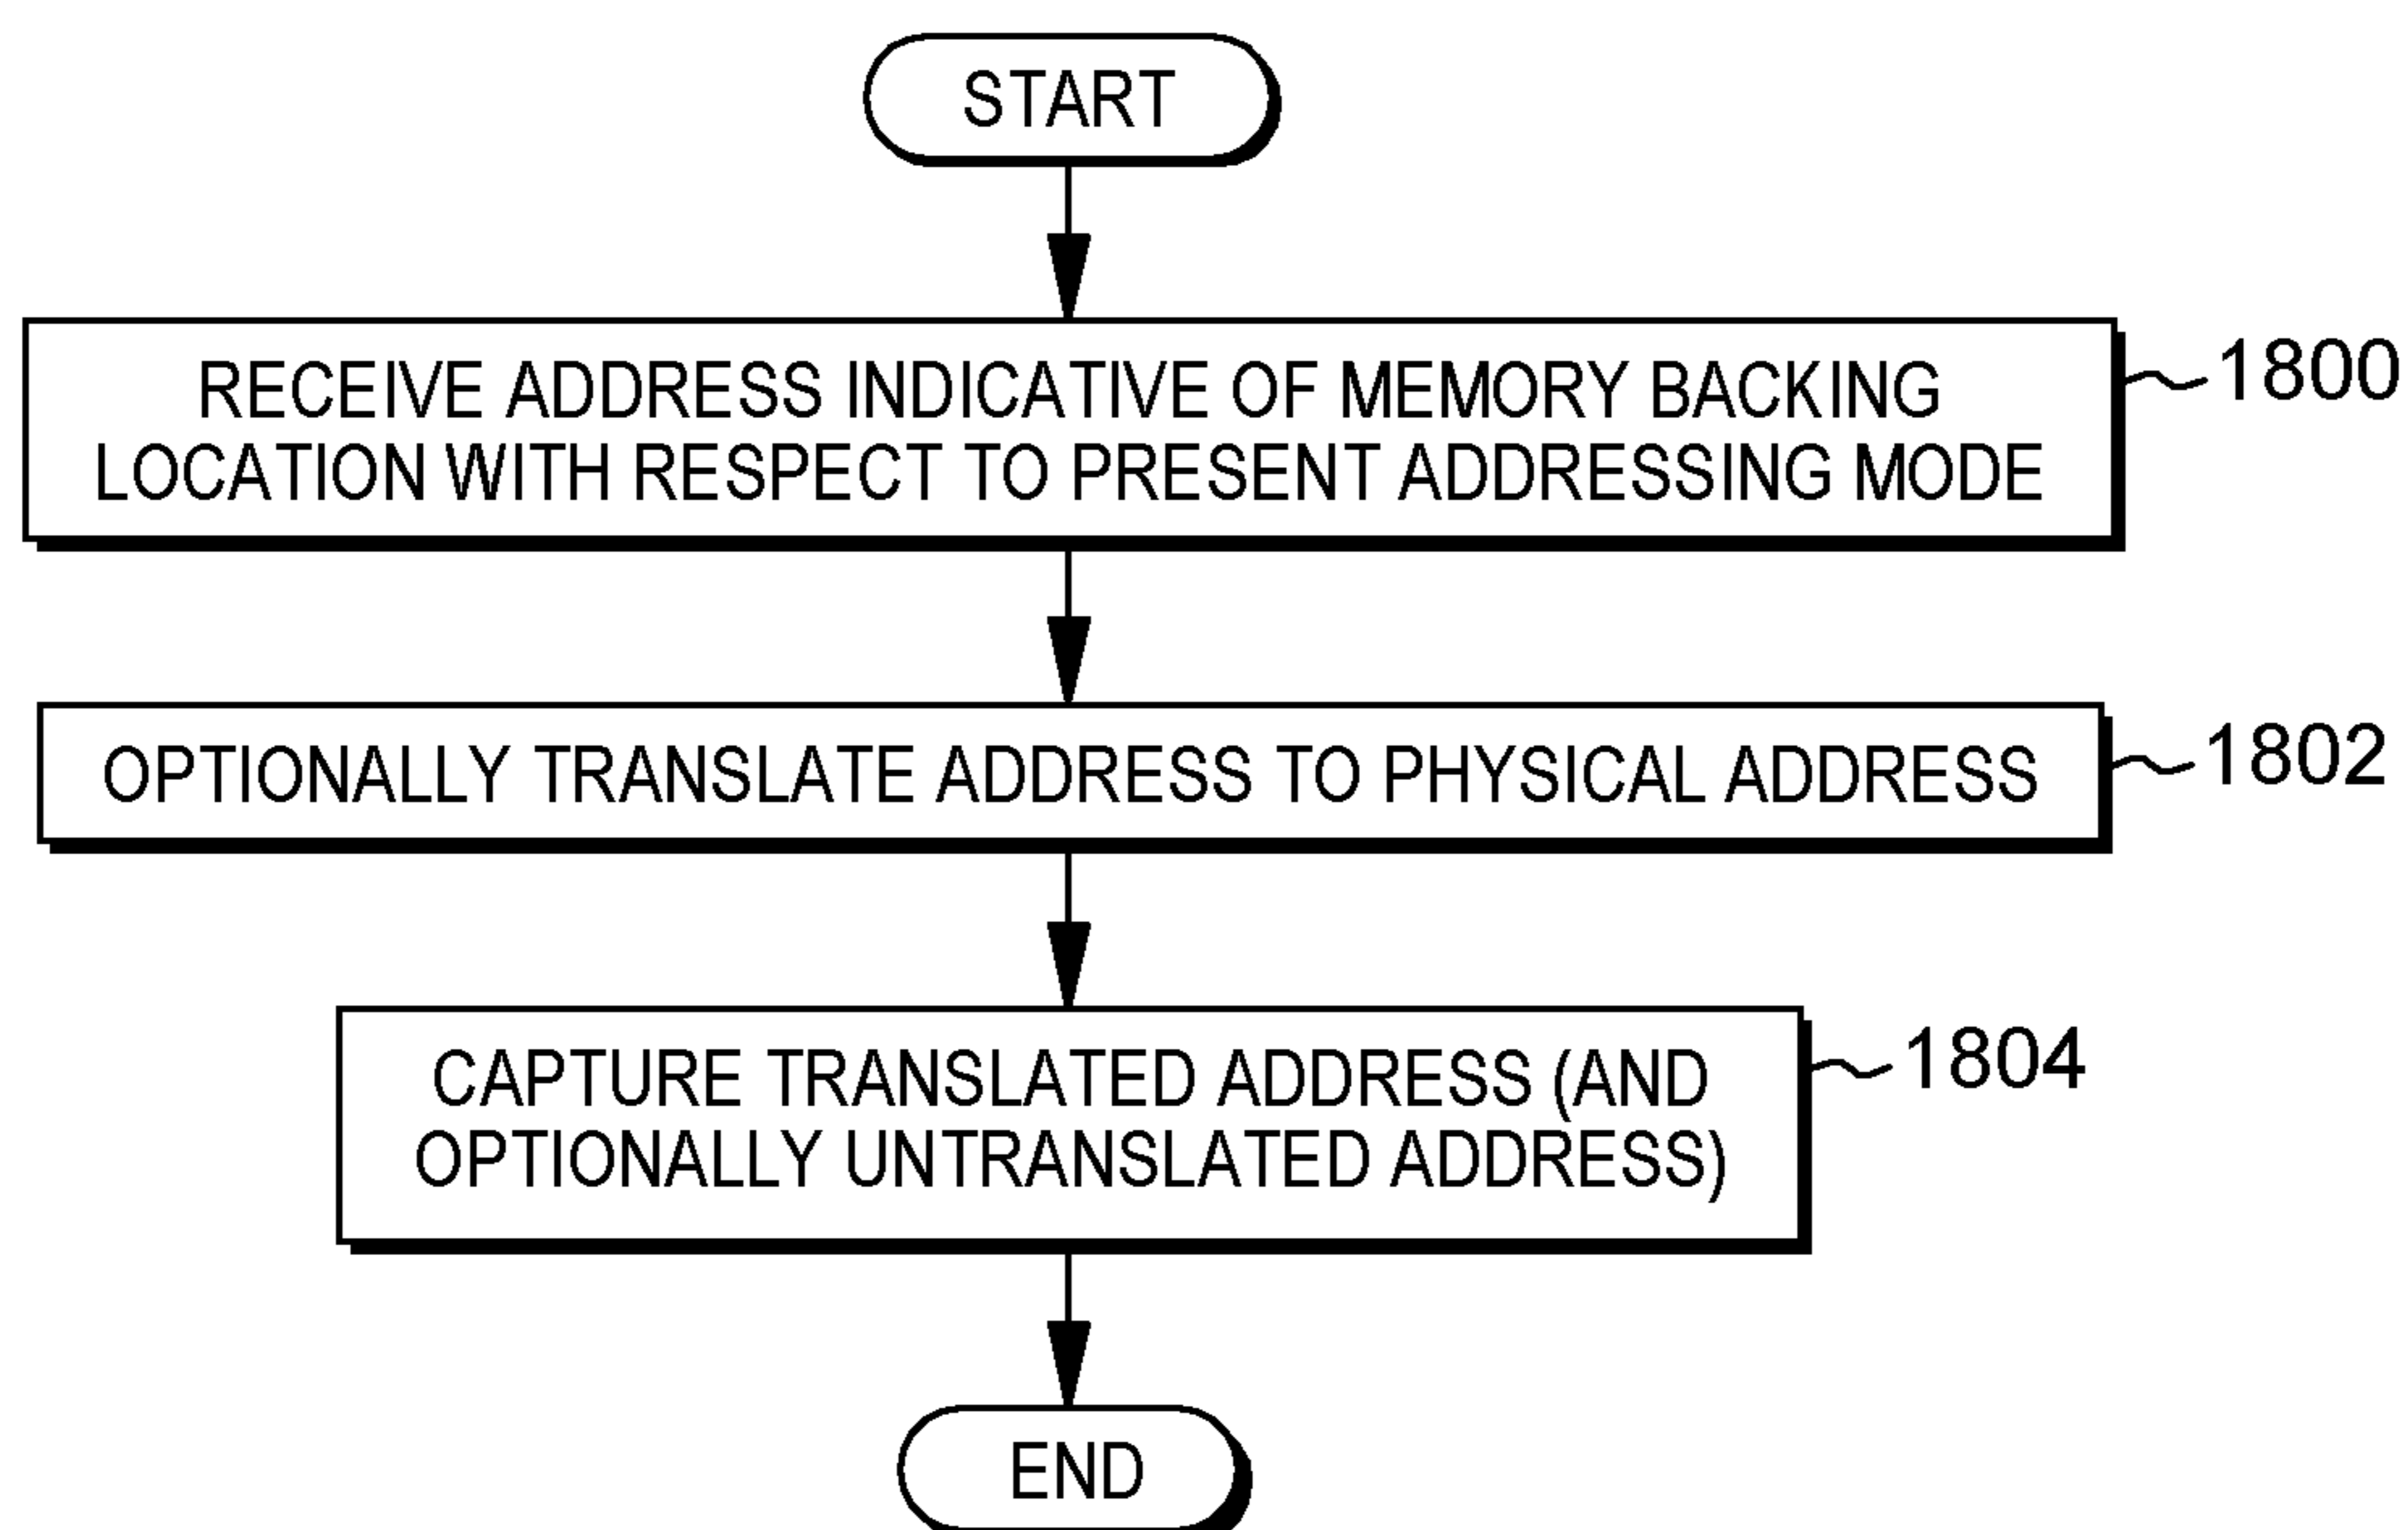 START
RECEIVE ADDRESS INDICATIVE OF MEMORY BACKING
LOCATION WITH RESPECT TO PRESENT ADDRESSING MODE
1800
OPTIONALLY TRANSLATE ADDRESS TO PHYSICAL ADDRESS
1802
CAPTURE TRANSLATED ADDRESS (AND
OPTIONALLY UNTRANSLATED ADDRESS)
1804
END